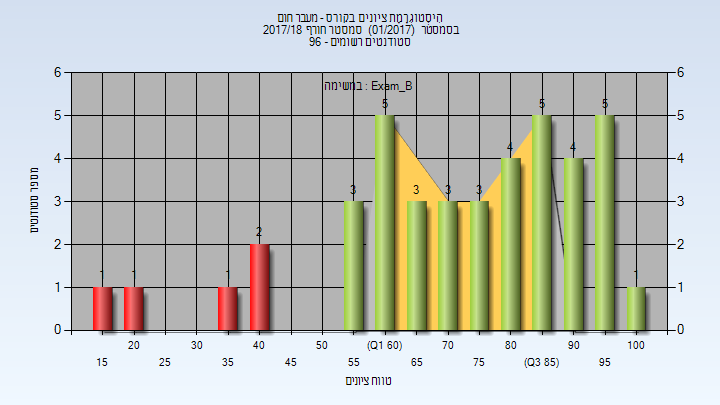 היסטוגרמת ציונים בקורס - מעבר חום
בסמסטר (01/2017) סמסטר חורף 2017/18
סטודנטים רשומים - 96
במשימה : Exam_B
מספר סטודנטים
6 6
5 5
4 4
3 3
2 2
1 1
0 0
1 1 1 2 3 5 3 3 3 4 5 4 5 1
20 30 40 50 (Q1 60) 70 80 90 100
15 25 35 45 55 65 75 (Q3 85) 95
טווח ציונים